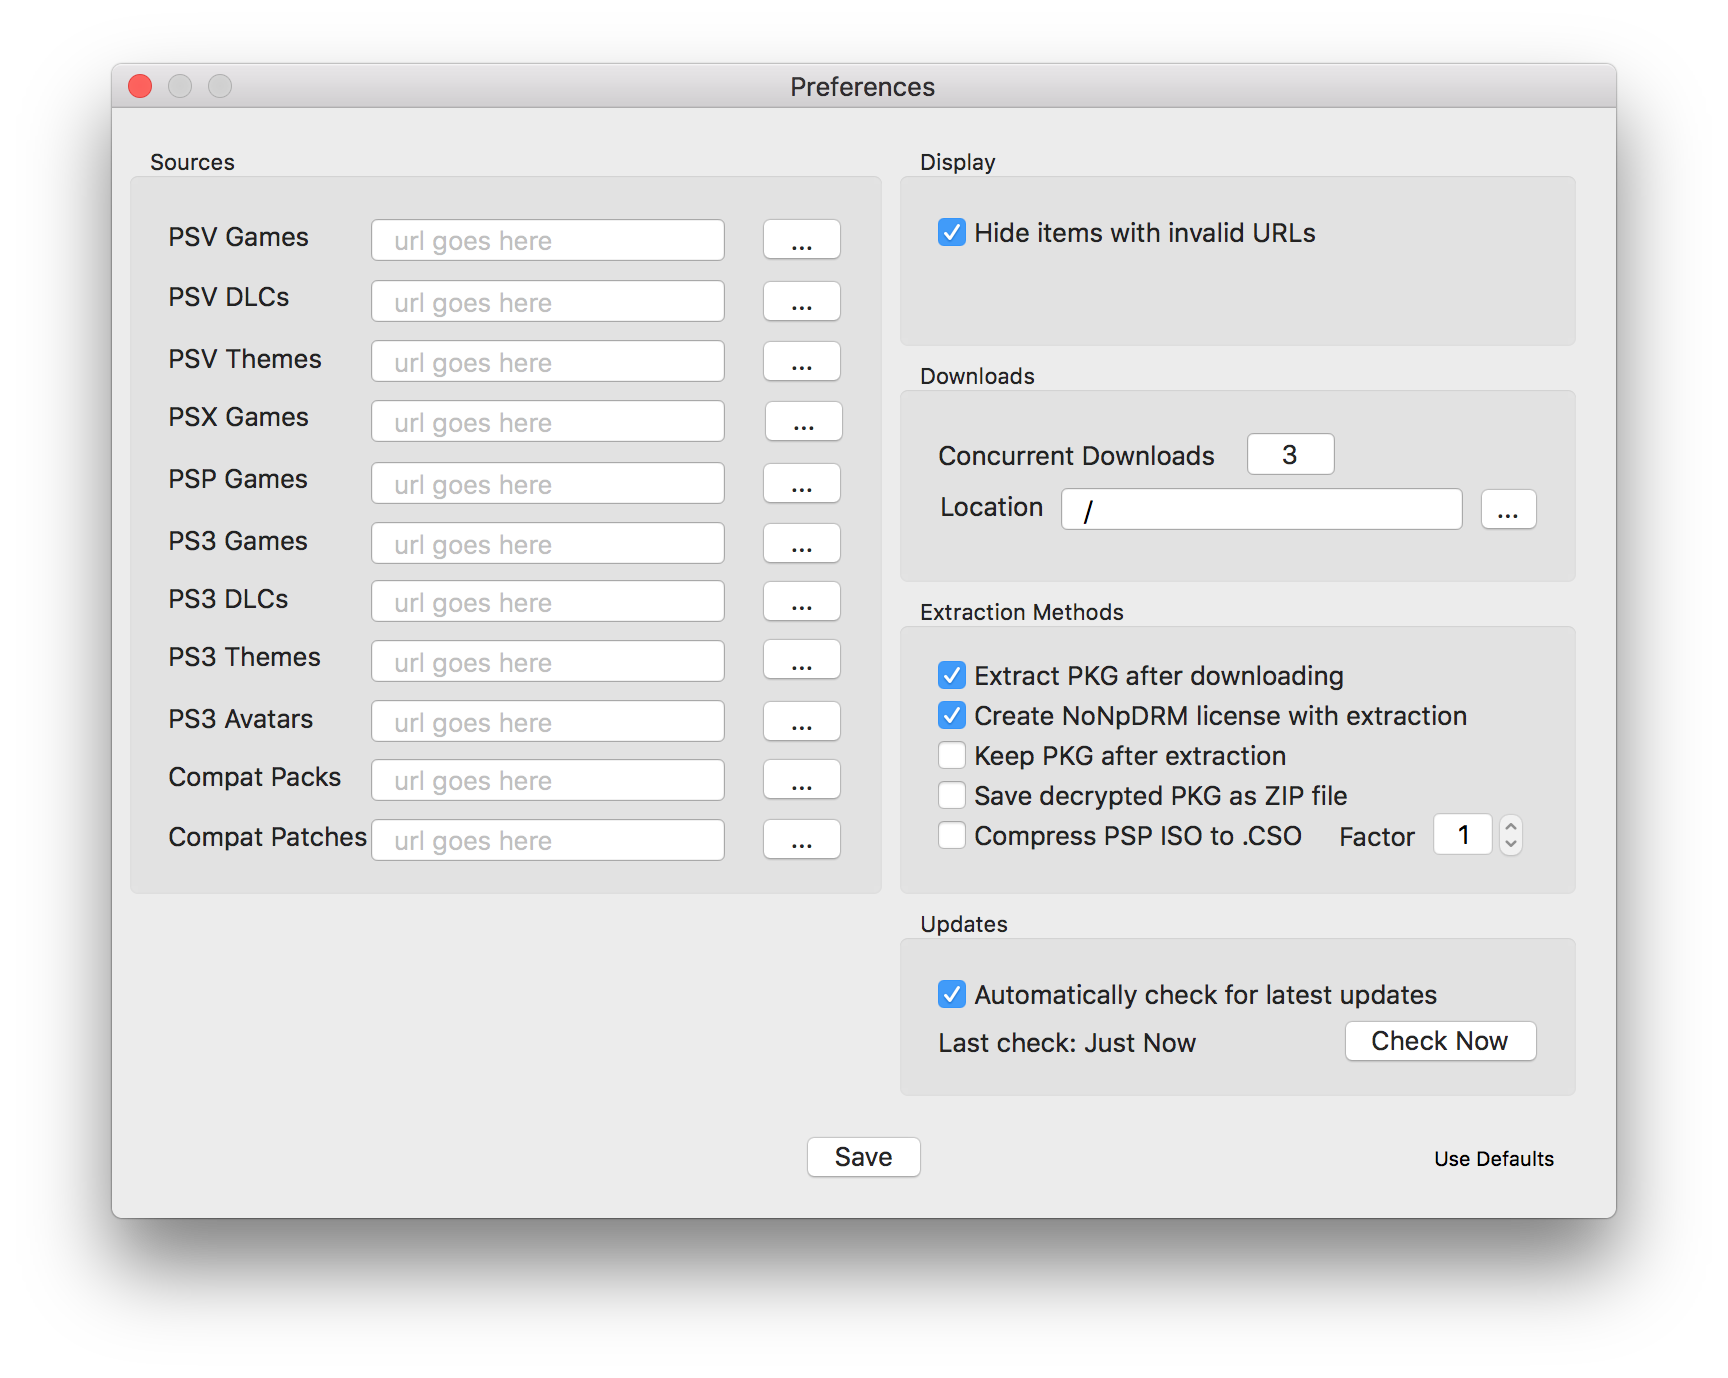 Preferences
Sources
PSV Games url goes here ...
PSV DLCs url goes here ...
PSV Themes url goes here ...
PSX Games url goes here ...
PSP Games url goes here ...
PS3 Games url goes here ...
PS3 DLCs url goes here ...
PS3 Themes url goes here ...
PS3 Avatars url goes here ...
Compat Packs url goes here ...
Compat Patches url goes here ...
Display
Hide items with invalid URLs
Downloads
Concurrent Downloads 3
Location / ...
Extraction Methods
Extract PKG after downloading
Create NoNpDRM license with extraction
Keep PKG after extraction
Save decrypted PKG as ZIP file
Compress PSP ISO to .CSO Factor 1
Updates
Automatically check for latest updates
Last check: Just Now Check Now
Save
Use Defaults